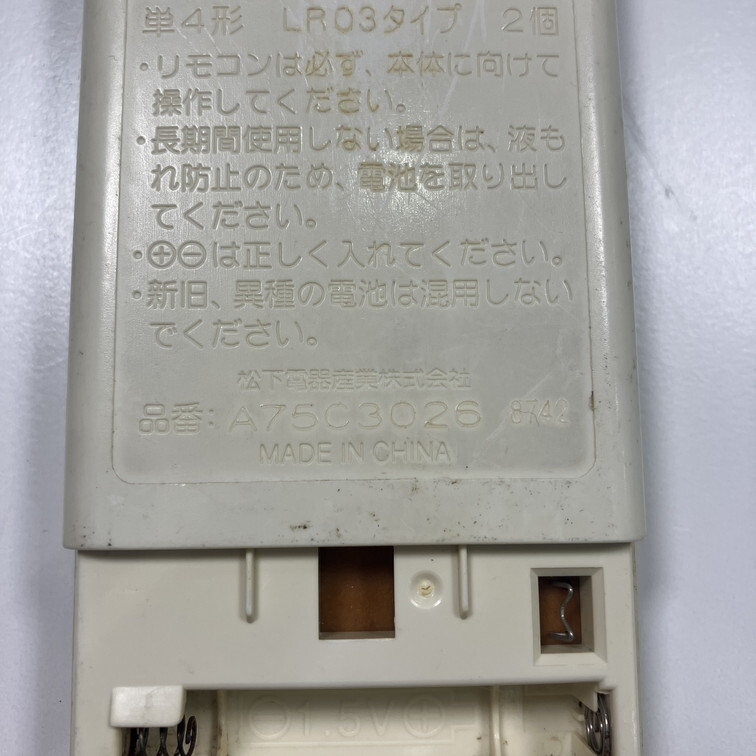 単4形 LR03タイプ 2個
・リモコンは必ず、本体に向けて
操作してください。
・長期間使用しない場合は、液も
れ防止のため、電池を取り出し
てください。
・⊕⊖は正しく入れてください。
・新旧、異種の電池は混用しない
でください。
松下電器産業株式会社
品番: A75C3026
MADE IN CHINA
⊖1.5V⊕